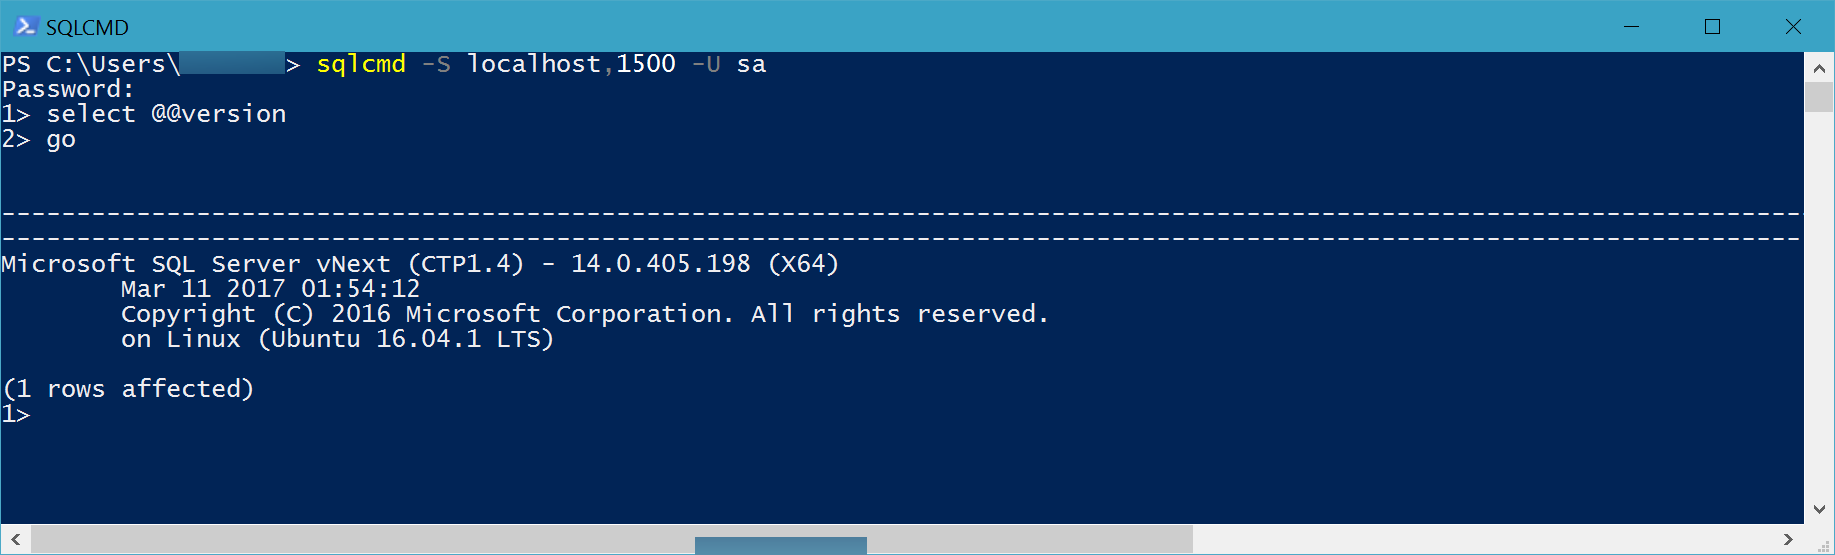 SQLCMD
PS C:\Users\ > sqlcmd -S localhost,1500 -U sa
Password:
1> select @@version
2> go
------------------------------------------------------------------------------------------------------------------------
------------------------------------------------------------------------------------------------------------------------
Microsoft SQL Server vNext (CTP1.4) - 14.0.405.198 (X64)
Mar 11 2017 01:54:12
Copyright (C) 2016 Microsoft Corporation. All rights reserved.
on Linux (Ubuntu 16.04.1 LTS)
(1 rows affected)
1>